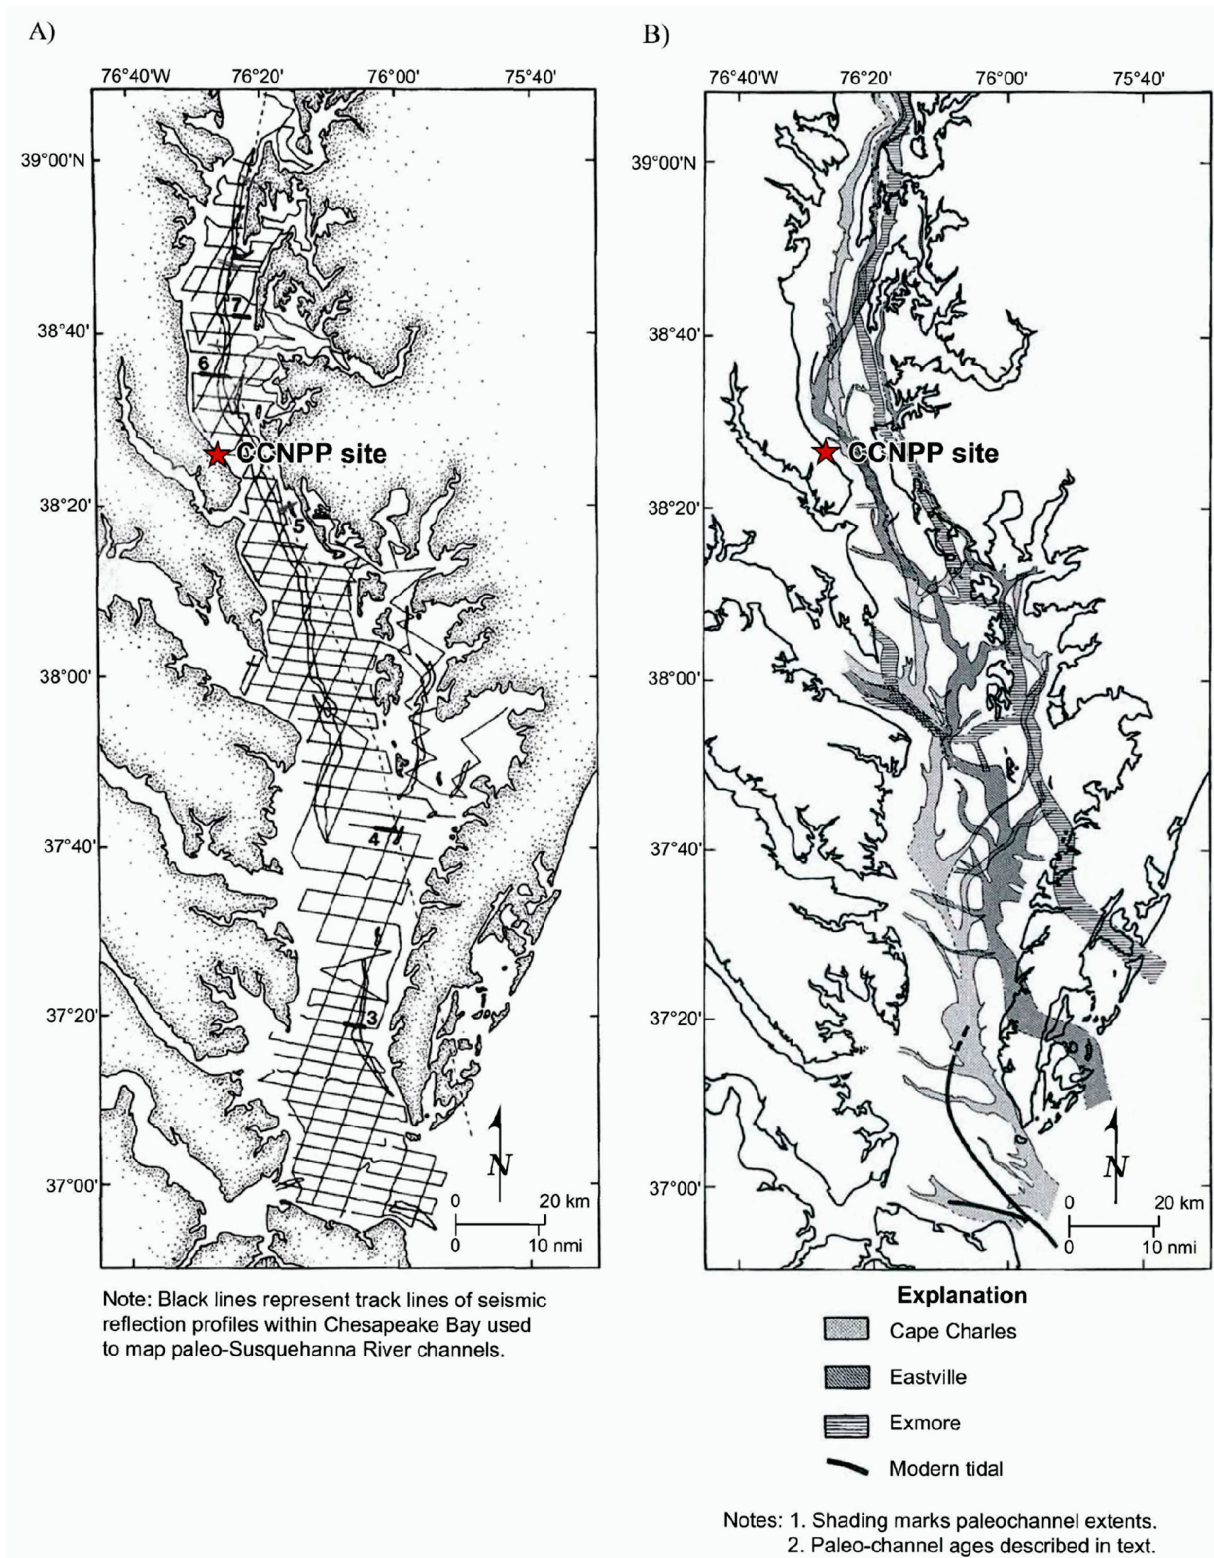 A)
76°40'W 76°20' 76°00' 75°40'
39°00'N
7
38°40'
6
CCNPP site
38°20'
5
38°00'
4
37°40'
3
37°20'
N
37°00'
0 20 km
0 10 nmi
Note: Black lines represent track lines of seismic
reflection profiles within Chesapeake Bay used
to map paleo-Susquehanna River channels.
B)
76°40'W 76°20' 76°00' 75°40'
39°00'N
38°40'
CCNPP site
38°20'
38°00'
37°40'
37°20'
N
37°00'
0 20 km
0 10 nmi
Explanation
Cape Charles
Eastville
Exmore
Modern tidal
Notes: 1. Shading marks paleochannel extents.
2. Paleo-channel ages described in text.